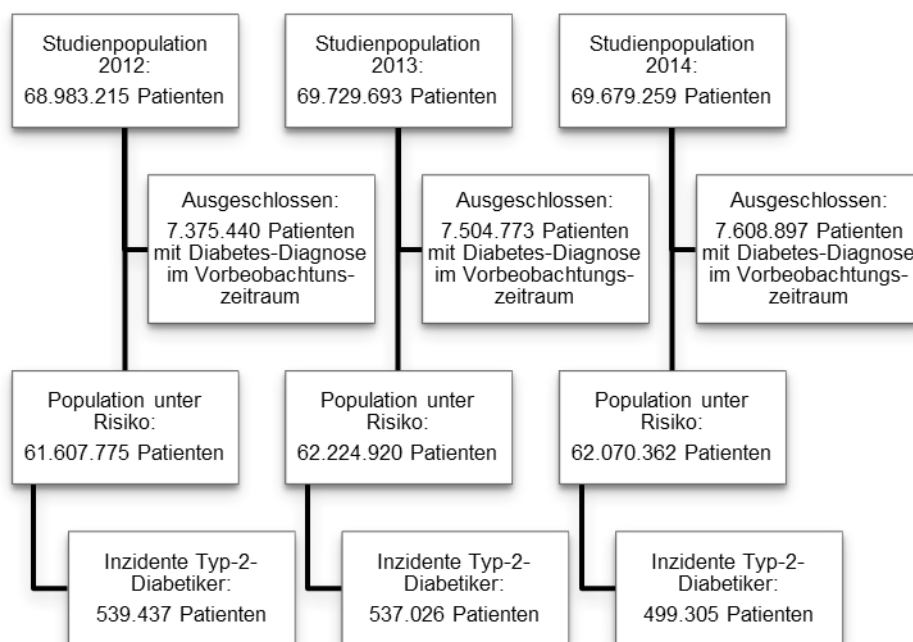 Studienpopulation
2012:
68.983.215 Patienten
Studienpopulation
2013:
69.729.693 Patienten
Studienpopulation
2014:
69.679.259 Patienten
Ausgeschlossen:
7.375.440 Patienten
mit Diabetes-Diagnose
im Vorbeobachtuns-
zeitraum
Ausgeschlossen:
7.504.773 Patienten
mit Diabetes-Diagnose
im Vorbeobachtungs-
zeitraum
Ausgeschlossen:
7.608.897 Patienten
mit Diabetes-Diagnose
im Vorbeobachtungs-
zeitraum
Population unter
Risiko:
61.607.775 Patienten
Population unter
Risiko:
62.224.920 Patienten
Population unter
Risiko:
62.070.362 Patienten
Inzidente Typ-2-
Diabetiker:
539.437 Patienten
Inzidente Typ-2-
Diabetiker:
537.026 Patienten
Inzidente Typ-2-
Diabetiker:
499.305 Patienten